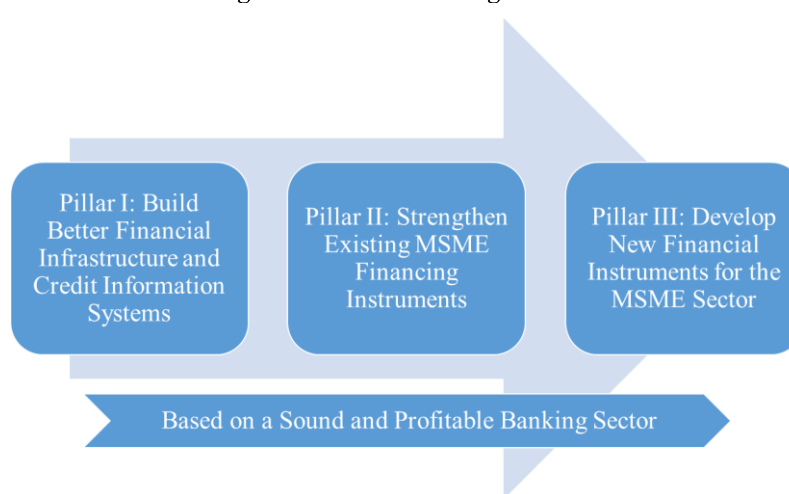 Pillar I: Build
Better Financial
Infrastructure and
Credit Information
Systems
Pillar II: Strengthen
Existing MSME
Financing
Instruments
Pillar III: Develop
New Financial
Instruments for the
MSME Sector
Based on a Sound and Profitable Banking Sector